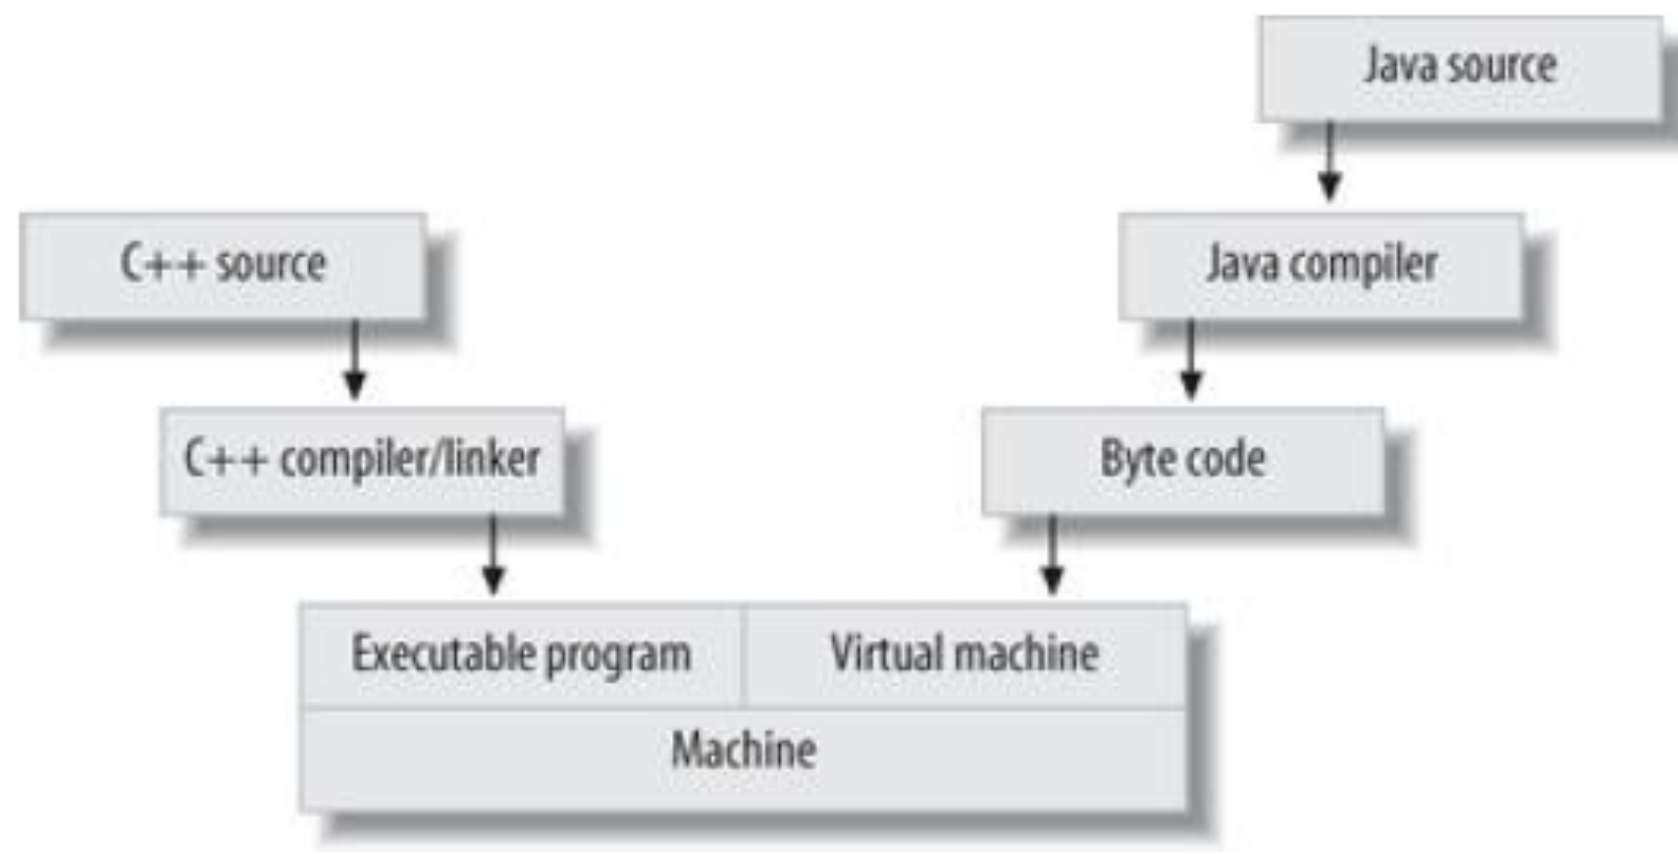 Java source
C++ source
Java compiler
C++ compiler/linker
Byte code
Executable program
Virtual machine
Machine